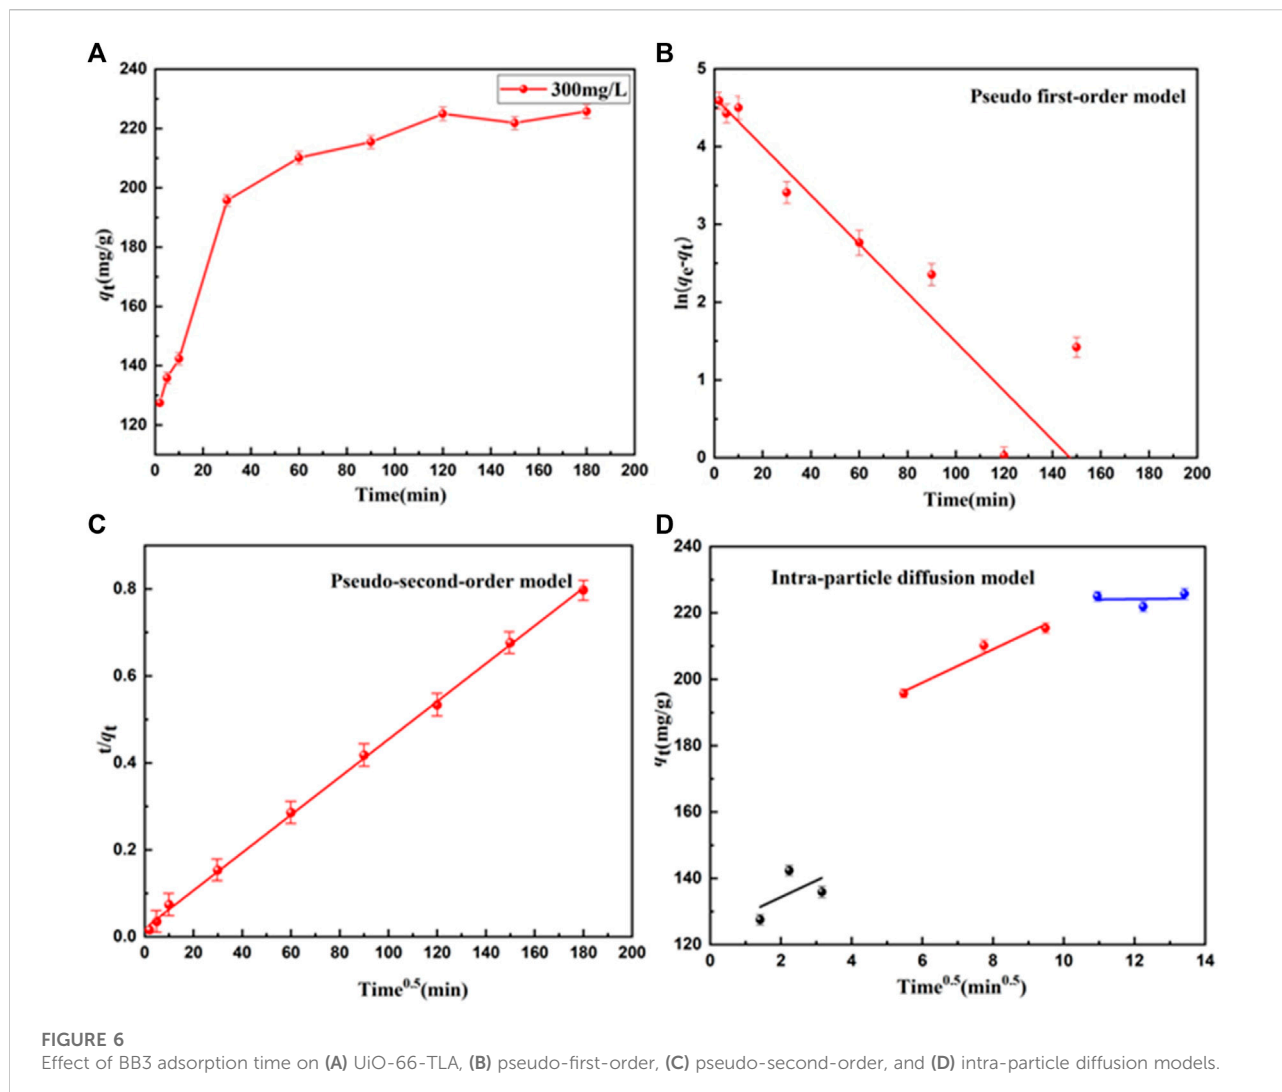 A
240
220
200
180
160
140
120
qt(mg/g)
300mg/L
0 20 40 60 80 100 120 140 160 180 200
Time(min)
B
5
4
3
2
1
0
ln(qe-qt)
Pseudo first-order model
0 20 40 60 80 100 120 140 160 180 200
Time(min)
C
0.8
0.6
0.4
0.2
0.0
t/qt
Pseudo-second-order model
0 20 40 60 80 100 120 140 160 180 200
Time^0.5(min)
D
240
220
200
180
160
140
120
qt(mg/g)
Intra-particle diffusion model
0 2 4 6 8 10 12 14
Time^0.5(min^0.5)
FIGURE 6
Effect of BB3 adsorption time on (A) UiO-66-TLA, (B) pseudo-first-order, (C) pseudo-second-order, and (D) intra-particle diffusion models.